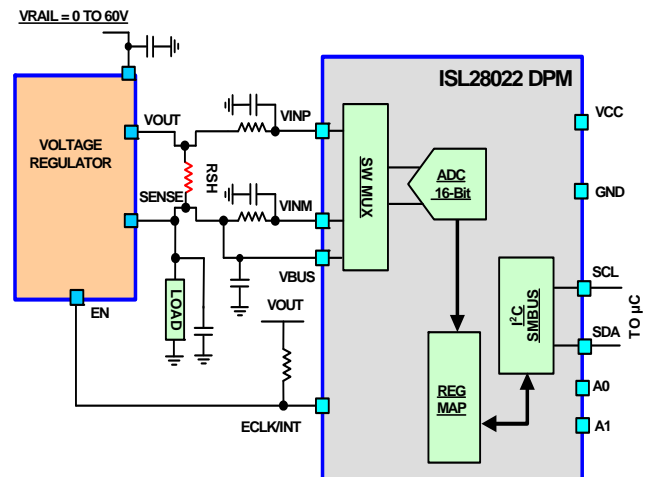 VRAIL = 0 TO 60V
ISL28022 DPM
VOUT
VINP
VCC
VOLTAGE
REGULATOR
RSH
SW MUX
ADC
16-Bit
GND
SENSE
VINM
VBUS
SCL
I²C
SMBUS
TO µC
EN
LOAD
VOUT
SDA
REG
MAP
A0
A1
ECLK/INT